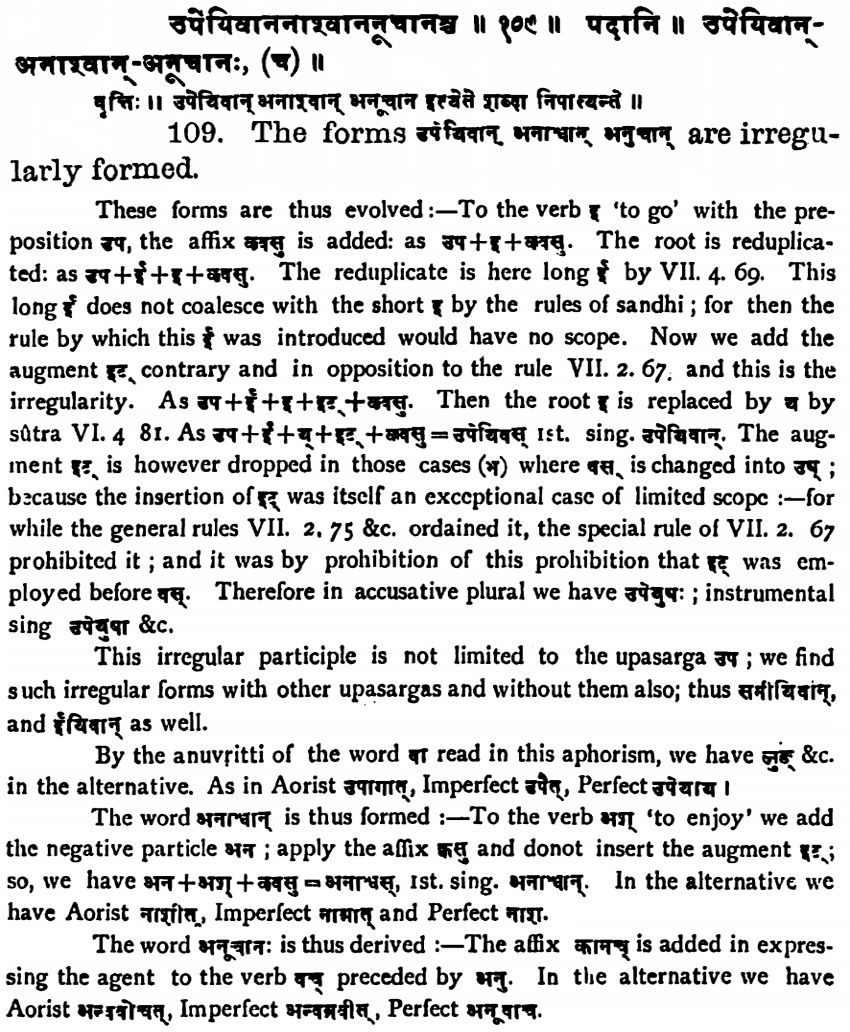 उपेयिवाननाश्वाननूचानश्च ॥ १०९ ॥ पदानि ॥ उपेयिवान्-
अनाश्वान्-अनूचानः, (च) ॥
वृत्तिः ॥ उपेयिवान् अनाश्वान् अनूचान इत्येते शब्दा निपात्यन्ते ॥
109. The forms उपेयिवान् अनाश्वान् अनुचान् are irregu-
larly formed.
These forms are thus evolved :—To the verb इ 'to go' with the pre-
position उप, the affix क्वसु is added: as उप+इ+क्वसु. The root is reduplica-
ted: as उप+ई+इ+क्वसु. The reduplicate is here long ई by VII. 4. 69. This
long ई does not coalesce with the short इ by the rules of sandhi ; for then the
rule by which this ई was introduced would have no scope. Now we add the
augment इट् contrary and in opposition to the rule VII. 2. 67. and this is the
irregularity. As उप+ई+इ+इट्+क्वसु. Then the root इ is replaced by य by
sûtra VI. 4 81. As उप+ई+य्+इट्+क्वसु=उपेयिवस् 1st. sing. उपेयिवान्. The aug-
ment इट् is however dropped in those cases (भ) where वस् is changed into उष् ;
because the insertion of इट् was itself an exceptional case of limited scope :—for
while the general rules VII. 2. 75 &c. ordained it, the special rule of VII. 2. 67
prohibited it ; and it was by prohibition of this prohibition that इट् was em-
ployed before वस्. Therefore in accusative plural we have उपेयुषः ; instrumental
sing उपेयुषा &c.
This irregular participle is not limited to the upasarga उप ; we find
such irregular forms with other upasargas and without them also; thus समीयिवान्,
and ईयिवान् as well.
By the anuvṛitti of the word वा read in this aphorism, we have लुङ् &c.
in the alternative. As in Aorist उपागात्, Imperfect उपैत्, Perfect उपेयाय ।
The word अनाश्वान् is thus formed :—To the verb अश् 'to enjoy' we add
the negative particle अन ; apply the affix क्वसु and donot insert the augment इट् ;
so, we have अन+अश्+क्वसु=अनाश्वस्, 1st. sing. अनाश्वान्. In the alternative we
have Aorist नाशीत्, Imperfect नाश्नात् and Perfect नाश.
The word अनूचानः is thus derived :—The affix कानच् is added in expres-
sing the agent to the verb वच् preceded by अनु. In the alternative we have
Aorist अन्ववोचत्, Imperfect अन्वब्रवीत्, Perfect अनूवाच.